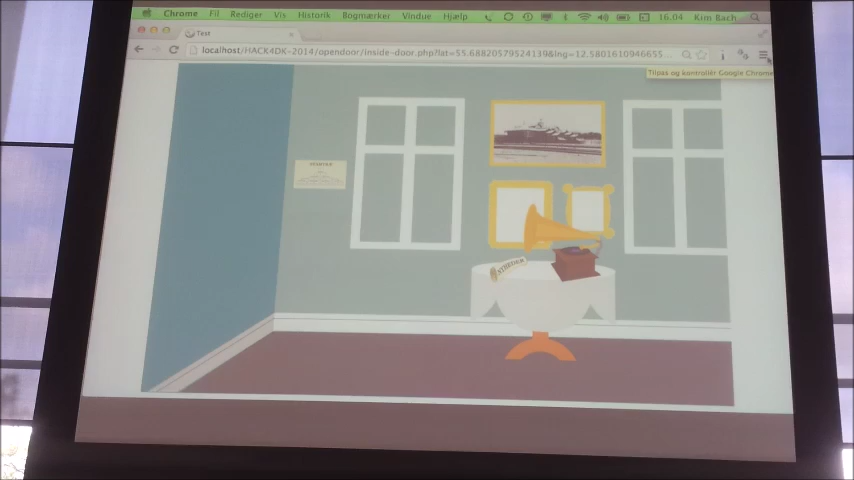 Chrome Fil Rediger Vis Historik Bogmærker Vindue Hjælp 16.04 Kim Bach
Test
localhost/HACK4DK-2014/opendoor/inside-door.php?lat=55.68820579524139&lng=12.5801610946655...
Tilpas og kontrollér Google Chrome